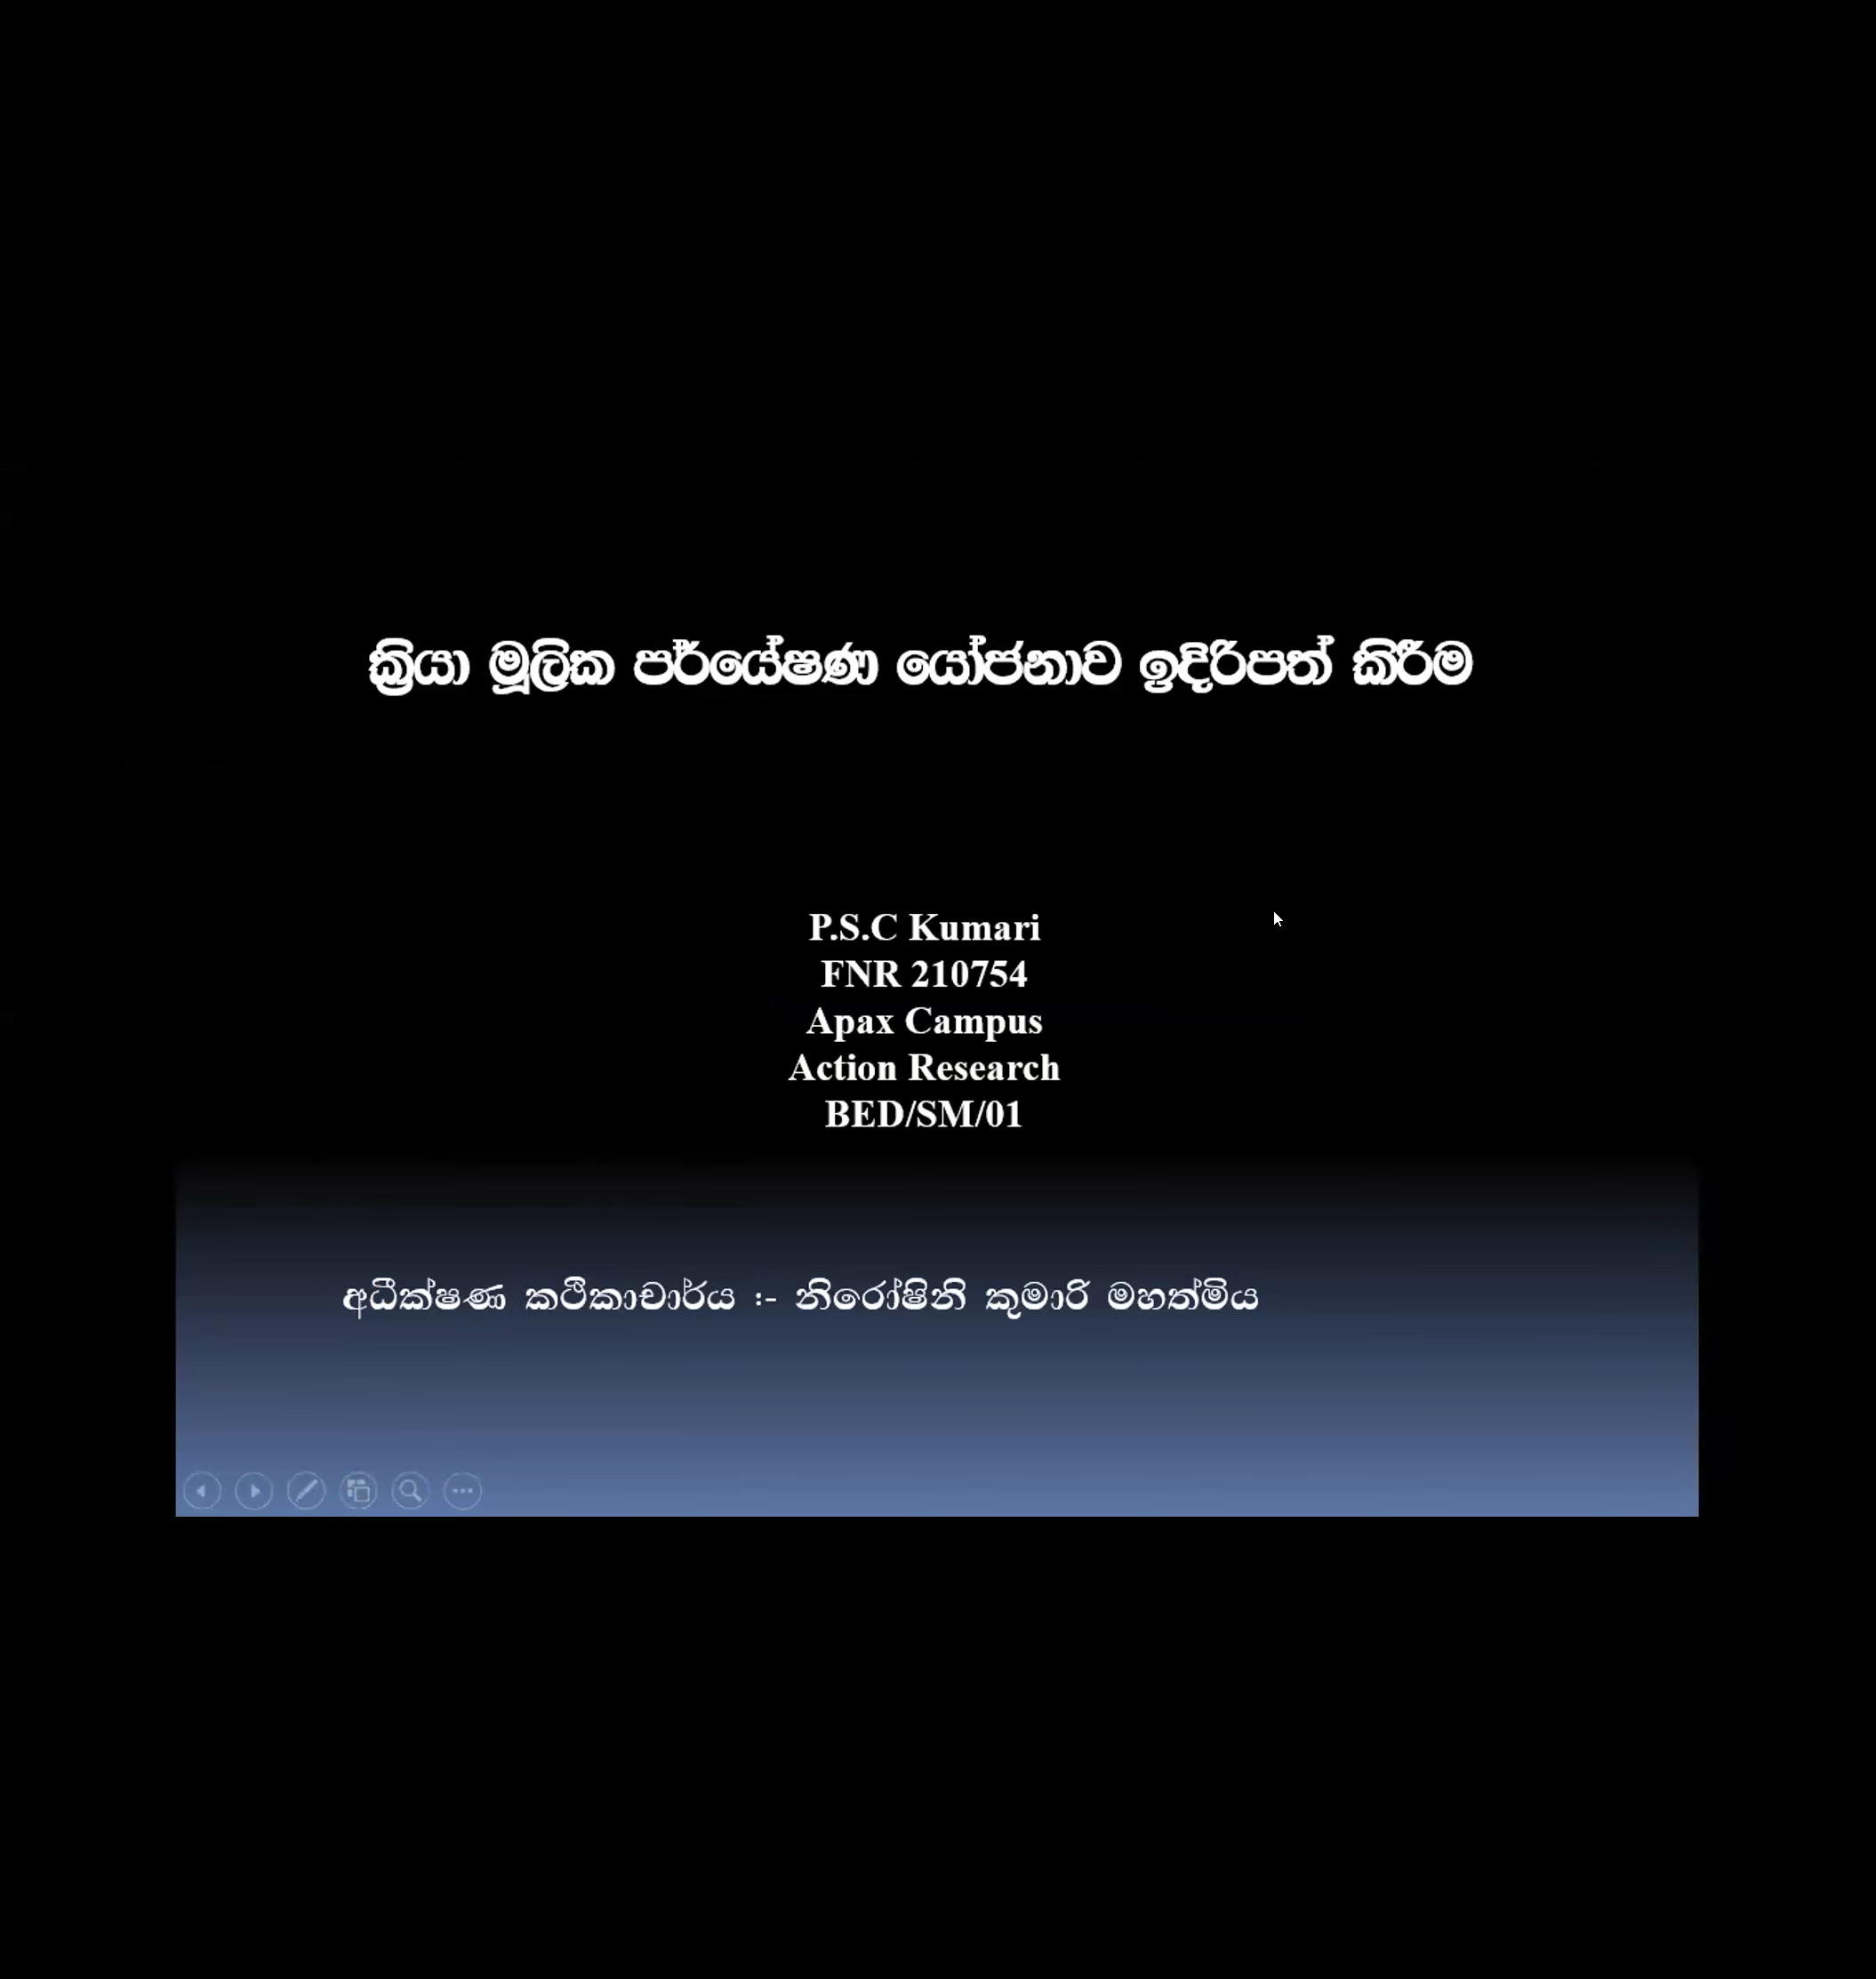 ක්‍රියා මූලික පර්යේෂණ යෝජනාව ඉදිරිපත් කිරීම
P.S.C Kumari
FNR 210754
Apax Campus
Action Research
BED/SM/01
අධීක්ෂණ කථිකාචාර්ය :- නිරෝෂිනි කුමාරි මහත්මිය